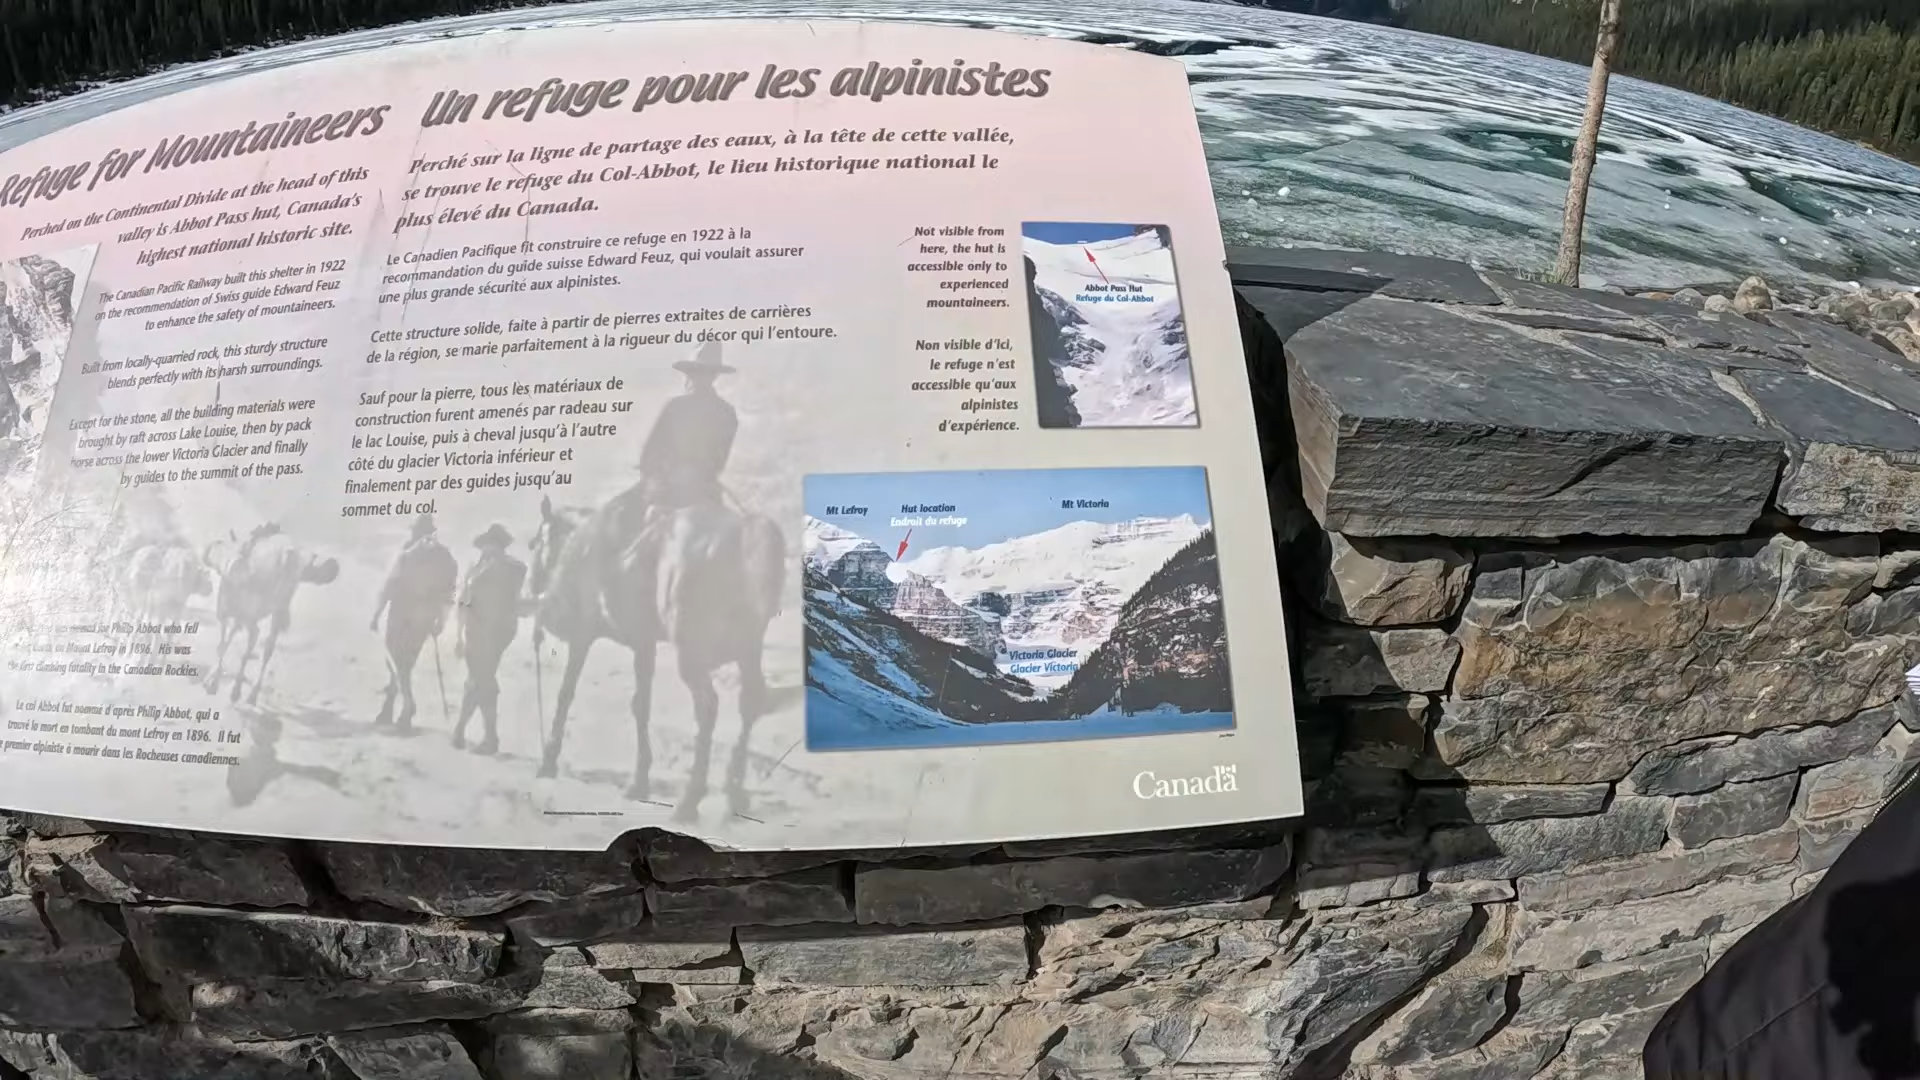 Refuge for Mountaineers
Perched on the Continental Divide at the head of this
valley is Abbot Pass hut, Canada's
highest national historic site.
The Canadian Pacific Railway built this shelter in 1922
on the recommendation of Swiss guide Edward Feuz
to enhance the safety of mountaineers.
Built from locally-quarried rock, this sturdy structure
blends perfectly with its harsh surroundings.
Except for the stone, all the building materials were
brought by raft across Lake Louise, then by pack
horse across the lower Victoria Glacier and finally
by guides to the summit of the pass.
named for Philip Abbot who fell
on Mount Lefroy in 1896. His was
the first climbing fatality in the Canadian Rockies.
Le col Abbot fut nommé d'après Philip Abbot, qui a
trouvé la mort en tombant du mont Lefroy en 1896. Il fut
premier alpiniste à mourir dans les Rocheuses canadiennes.
Un refuge pour les alpinistes
Perché sur la ligne de partage des eaux, à la tête de cette vallée,
se trouve le refuge du Col-Abbot, le lieu historique national le
plus élevé du Canada.
Le Canadien Pacifique fit construire ce refuge en 1922 à la
recommandation du guide suisse Edward Feuz, qui voulait assurer
une plus grande sécurité aux alpinistes.
Cette structure solide, faite à partir de pierres extraites de carrières
de la région, se marie parfaitement à la rigueur du décor qui l'entoure.
Sauf pour la pierre, tous les matériaux de
construction furent amenés par radeau sur
le lac Louise, puis à cheval jusqu'à l'autre
côté du glacier Victoria inférieur et
finalement par des guides jusqu'au
sommet du col.
Not visible from
here, the hut is
accessible only to
experienced
mountaineers.
Non visible d'ici,
le refuge n'est
accessible qu'aux
alpinistes
d'expérience.
Abbot Pass Hut
Refuge du Col-Abbot
Mt Lefroy
Hut location
Endroit du refuge
Mt Victoria
Victoria Glacier
Glacier Victoria
Canada